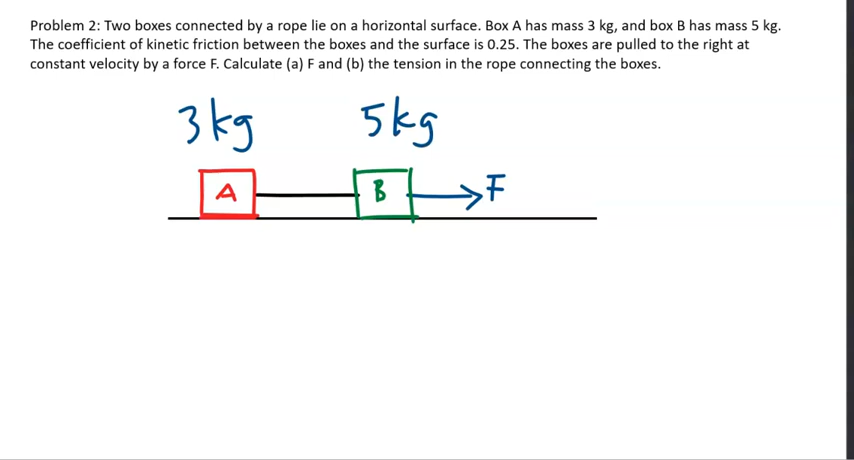 Problem 2: Two boxes connected by a rope lie on a horizontal surface. Box A has mass 3 kg, and box B has mass 5 kg.
The coefficient of kinetic friction between the boxes and the surface is 0.25. The boxes are pulled to the right at
constant velocity by a force F. Calculate (a) F and (b) the tension in the rope connecting the boxes.
3kg 5kg
A B F